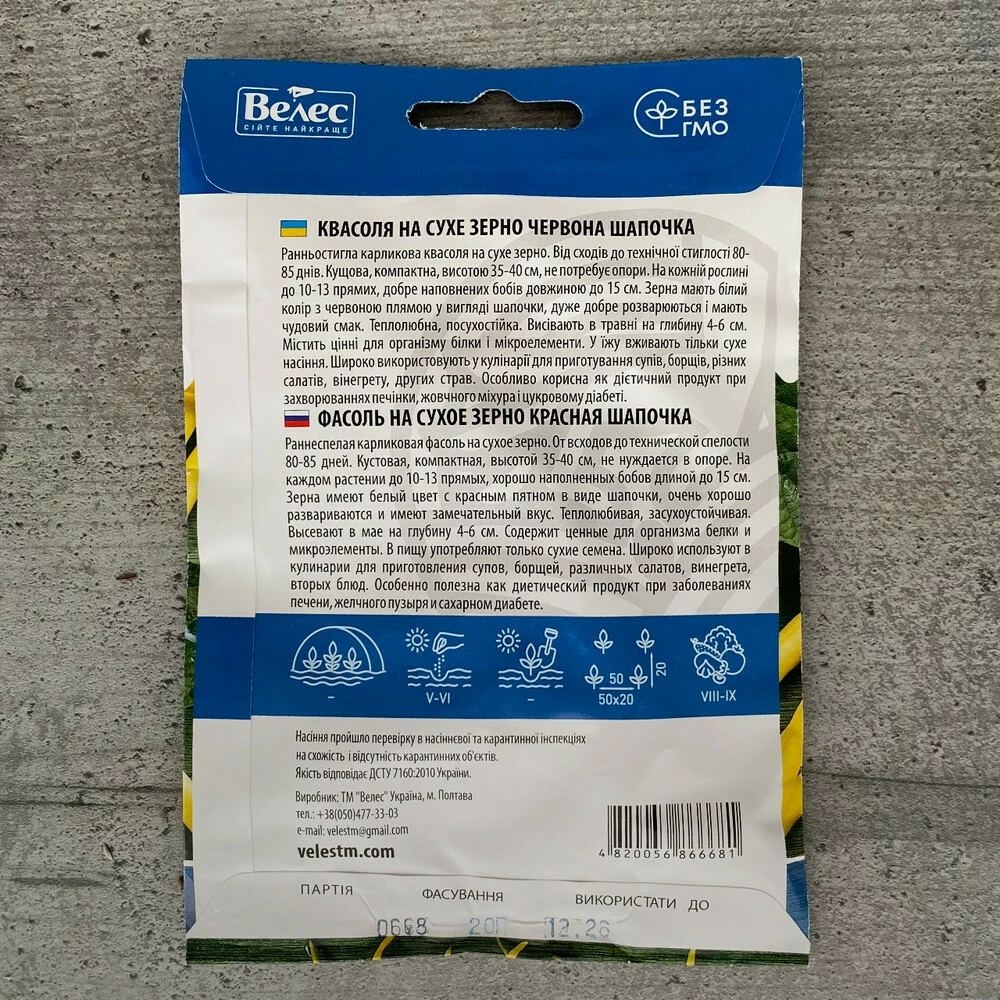 Велес
СІЙТЕ НАЙКРАЩЕ
БЕЗ
ГМО
КВАСОЛЯ НА СУХЕ ЗЕРНО ЧЕРВОНА ШАПОЧКА
Ранньостигла карликова квасоля на сухе зерно. Від сходів до технічної стиглості 80-
85 днів. Кущова, компактна, висотою 35-40 см, не потребує опори. На кожній рослині
до 10-13 прямих, добре наповнених бобів довжиною до 15 см. Зерна мають білий
колір з червоною плямою у вигляді шапочки, дуже добре розварюються і мають
чудовий смак. Теплолюбна, посухостійка. Висівають в травні на глибину 4-6 см.
Містить цінні для організму білки і мікроелементи. У їжу вживають тільки сухе
насіння. Широко використовують у кулінарії для приготування супів, борщів, різних
салатів, вінегрету, других страв. Особливо корисна як дієтичний продукт при
захворюваннях печінки, жовчного міхура і цукровому діабеті.
ФАСОЛЬ НА СУХОЕ ЗЕРНО КРАСНАЯ ШАПОЧКА
Раннеспелая карликовая фасоль на сухое зерно. От всходов до технической спелости
80-85 дней. Кустовая, компактная, высотой 35-40 см, не нуждается в опоре. На
каждом растении до 10-13 прямых, хорошо наполненных бобов длиной до 15 см.
Зерна имеют белый цвет с красным пятном в виде шапочки, очень хорошо
развариваются и имеют замечательный вкус. Теплолюбивая, засухоустойчивая.
Высевают в мае на глубину 4-6 см. Содержит ценные для организма белки и
микроэлементы. В пищу употребляют только сухие семена. Широко используют в
кулинарии для приготовления супов, борщей, различных салатов, винегрета,
вторых блюд. Особенно полезна как диетический продукт при заболеваниях
печени, желчного пузыря и сахарном диабете.
50
20
- V-VI - 50x20 VIII-IX
Насіння пройшло перевірку в насіннєвої та карантинної інспекціях
на схожість і відсутність карантинних об'єктів.
Якість відповідає ДСТУ 7160:2010 України.
Виробник: ТМ "Велес" Україна, м. Полтава
тел.: +38(050)477-33-03
e-mail: velestm@gmail.com
velestm.com
4 820056 866681
ПАРТІЯ ФАСУВАННЯ ВИКОРИСТАТИ ДО
20П 12.26